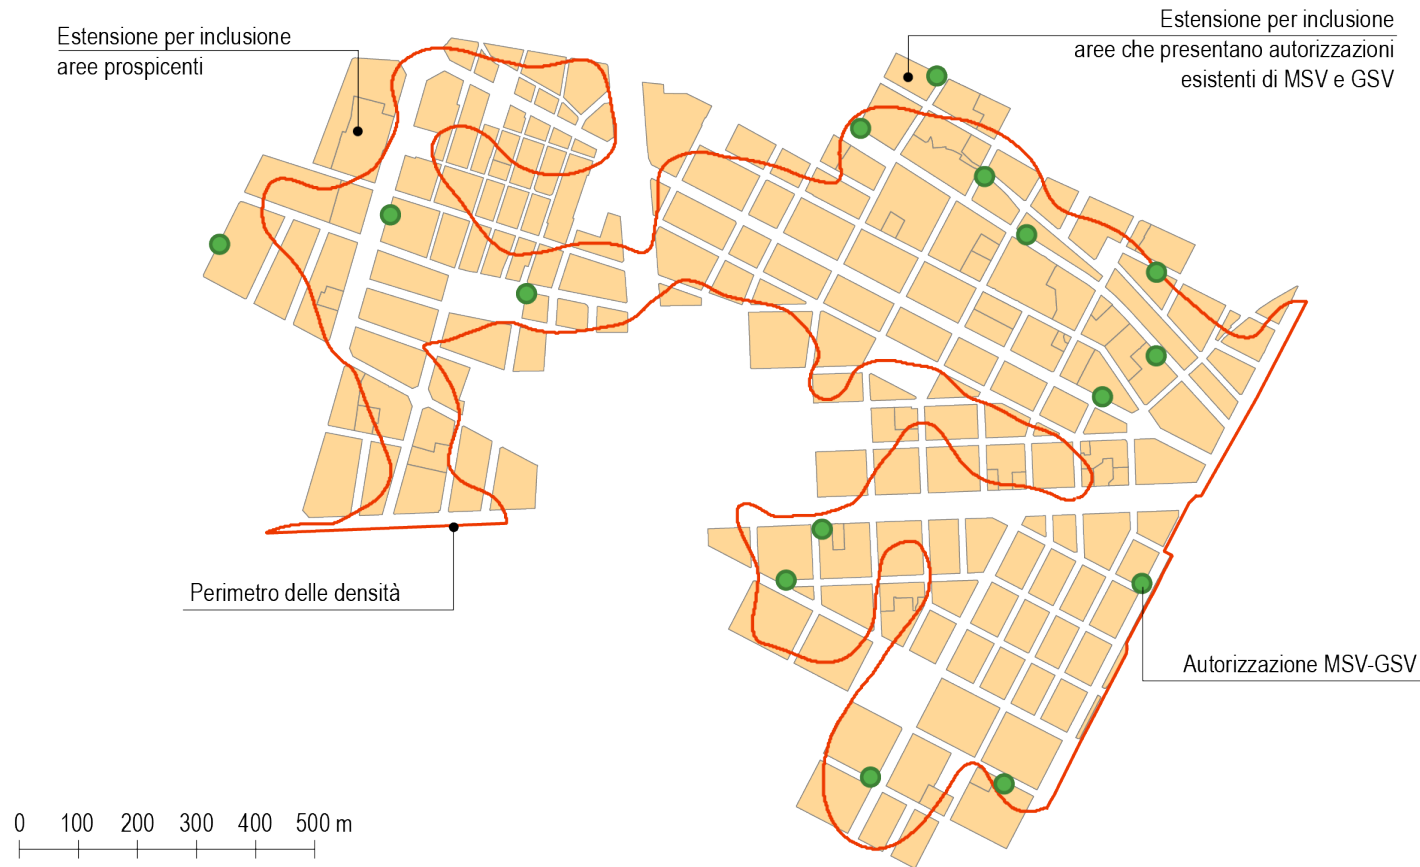 Estensione per inclusione
aree prospicenti
Estensione per inclusione
aree che presentano autorizzazioni
esistenti di MSV e GSV
Perimetro delle densità
Autorizzazione MSV-GSV
0 100 200 300 400 500 m